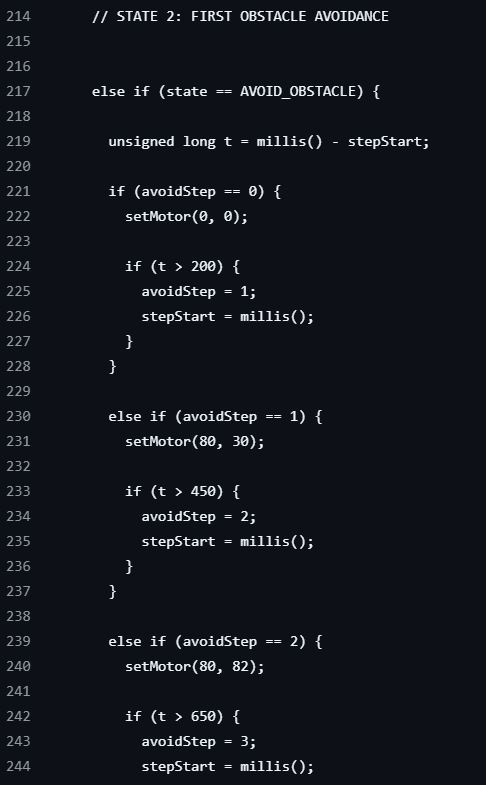 214 // STATE 2: FIRST OBSTACLE AVOIDANCE
215
216
217 else if (state == AVOID_OBSTACLE) {
218
219 unsigned long t = millis() - stepStart;
220
221 if (avoidStep == 0) {
222 setMotor(0, 0);
223
224 if (t > 200) {
225 avoidStep = 1;
226 stepStart = millis();
227 }
228 }
229
230 else if (avoidStep == 1) {
231 setMotor(80, 30);
232
233 if (t > 450) {
234 avoidStep = 2;
235 stepStart = millis();
236 }
237 }
238
239 else if (avoidStep == 2) {
240 setMotor(80, 82);
241
242 if (t > 650) {
243 avoidStep = 3;
244 stepStart = millis();